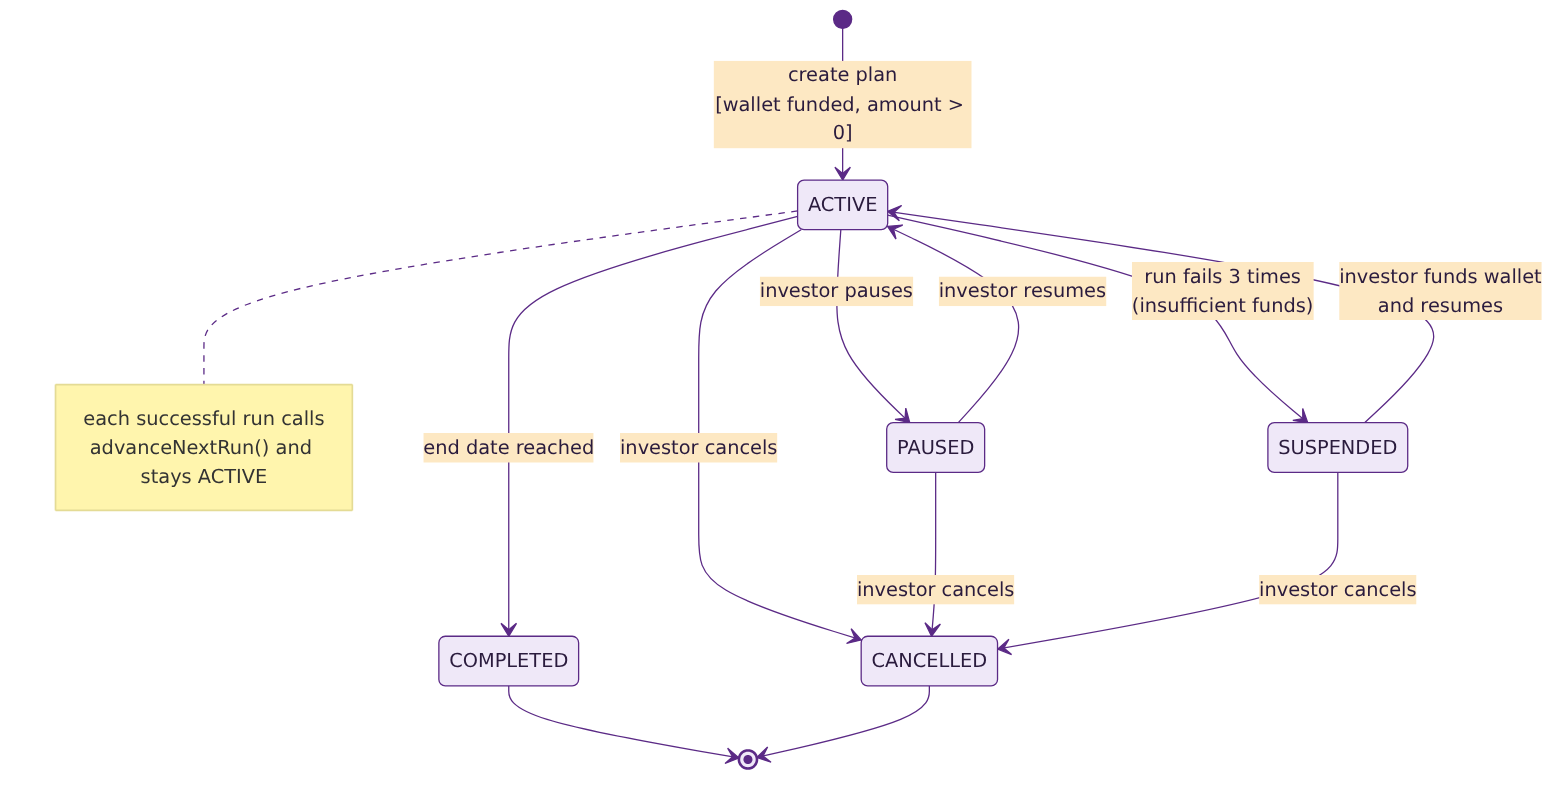 create plan
[wallet funded, amount >
0]
ACTIVE
investor pauses
investor resumes
run fails 3 times
(insufficient funds)
investor funds wallet
and resumes
each successful run calls
advanceNextRun() and
stays ACTIVE
end date reached
investor cancels
PAUSED
SUSPENDED
investor cancels
investor cancels
COMPLETED
CANCELLED